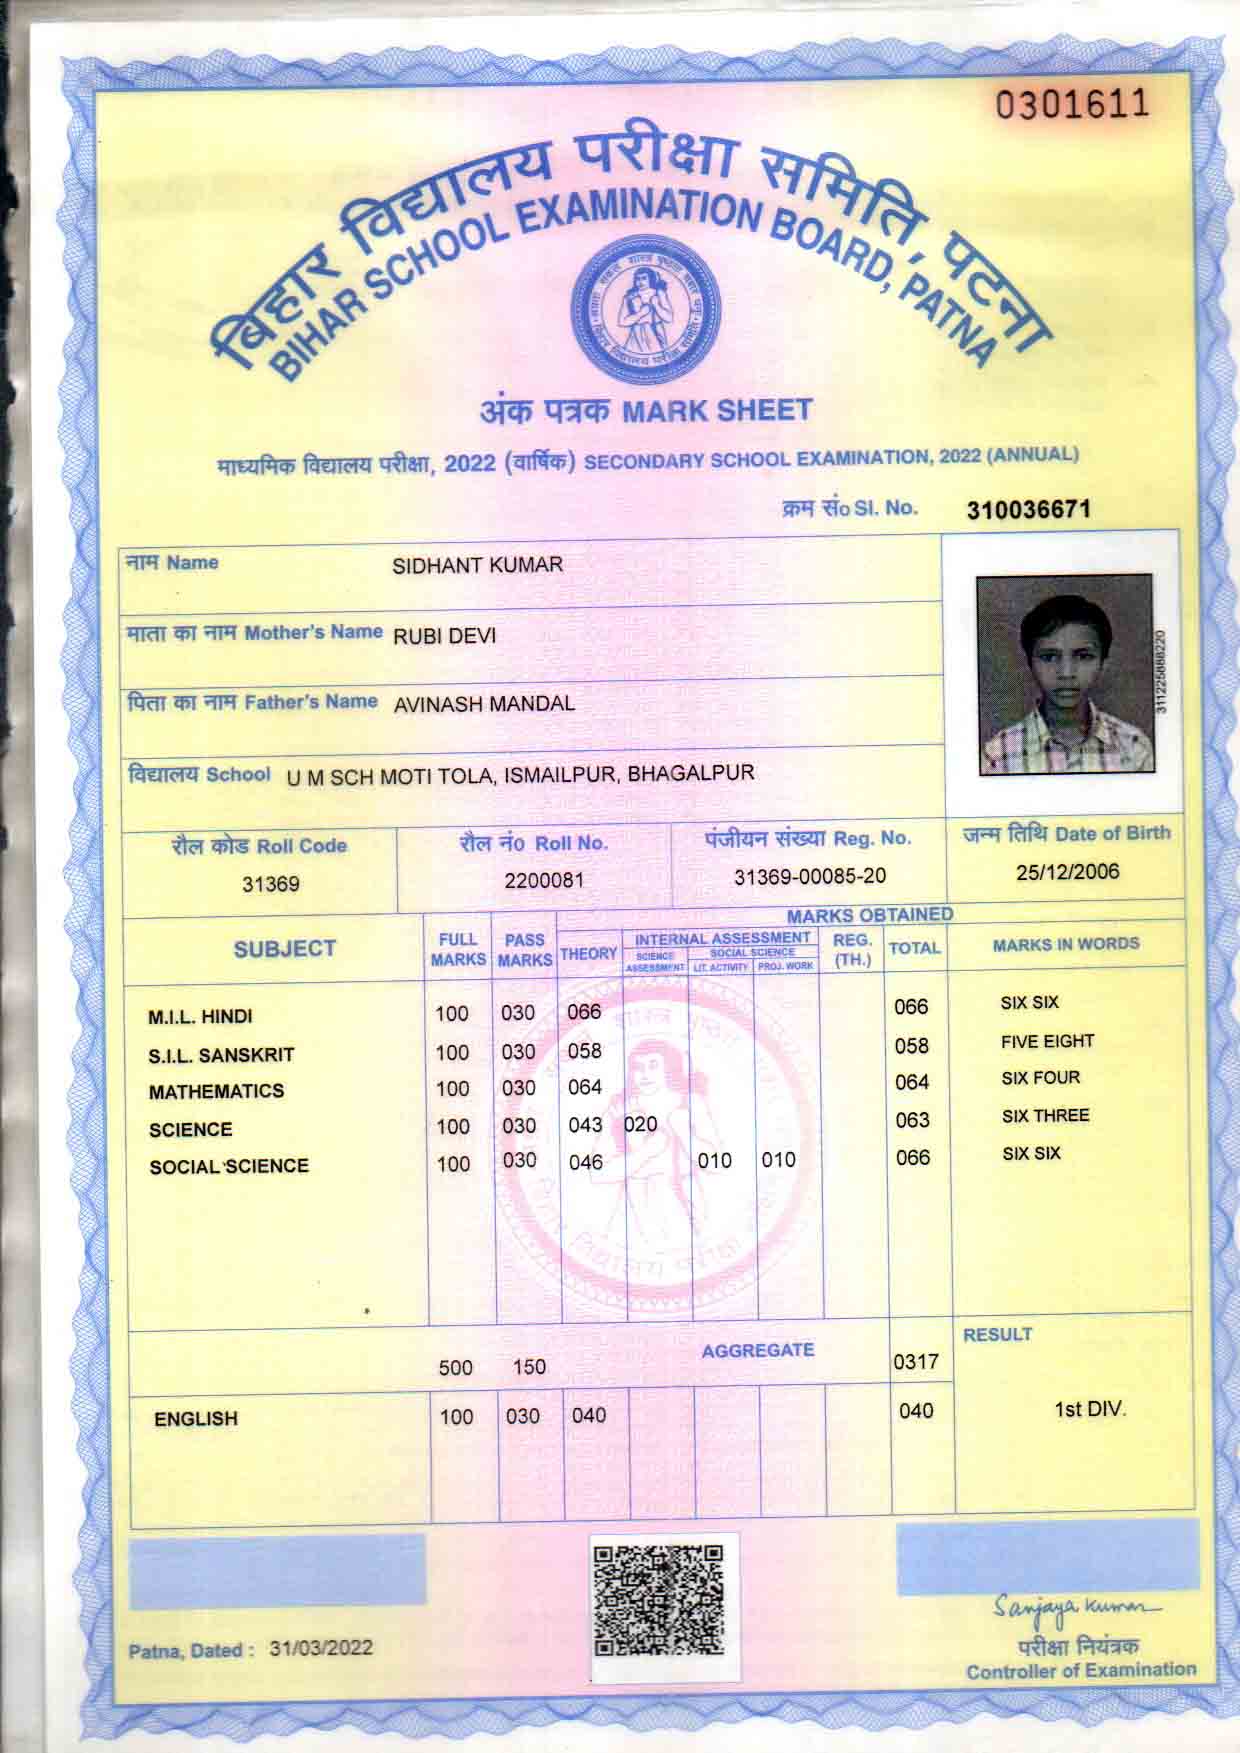 0301611
बिहार विद्यालय परीक्षा समिति, पटना
BIHAR SCHOOL EXAMINATION BOARD, PATNA
अंक पत्रक MARK SHEET
माध्यमिक विद्यालय परीक्षा, 2022 (वार्षिक) SECONDARY SCHOOL EXAMINATION, 2022 (ANNUAL)
क्रम सं० Sl. No. 310036671
नाम Name SIDHANT KUMAR
माता का नाम Mother's Name RUBI DEVI
पिता का नाम Father's Name AVINASH MANDAL
विद्यालय School U M SCH MOTI TOLA, ISMAILPUR, BHAGALPUR
311225888220
रौल कोड Roll Code रौल नं० Roll No. पंजीयन संख्या Reg. No. जन्म तिथि Date of Birth
31369 2200081 31369-00085-20 25/12/2006
MARKS OBTAINED
SUBJECT FULL MARKS PASS MARKS THEORY INTERNAL ASSESSMENT REG. (TH.) TOTAL MARKS IN WORDS
SCIENCE ASSESSMENT SOCIAL SCIENCE
LIT. ACTIVITY PROJ. WORK
M.I.L. HINDI 100 030 066 066 SIX SIX
S.I.L. SANSKRIT 100 030 058 058 FIVE EIGHT
MATHEMATICS 100 030 064 064 SIX FOUR
SCIENCE 100 030 043 020 063 SIX THREE
SOCIAL SCIENCE 100 030 046 010 010 066 SIX SIX
500 150 AGGREGATE 0317 RESULT
ENGLISH 100 030 040 040 1st DIV.
Sanjaya Kumar
Patna, Dated : 31/03/2022
परीक्षा नियंत्रक
Controller of Examination